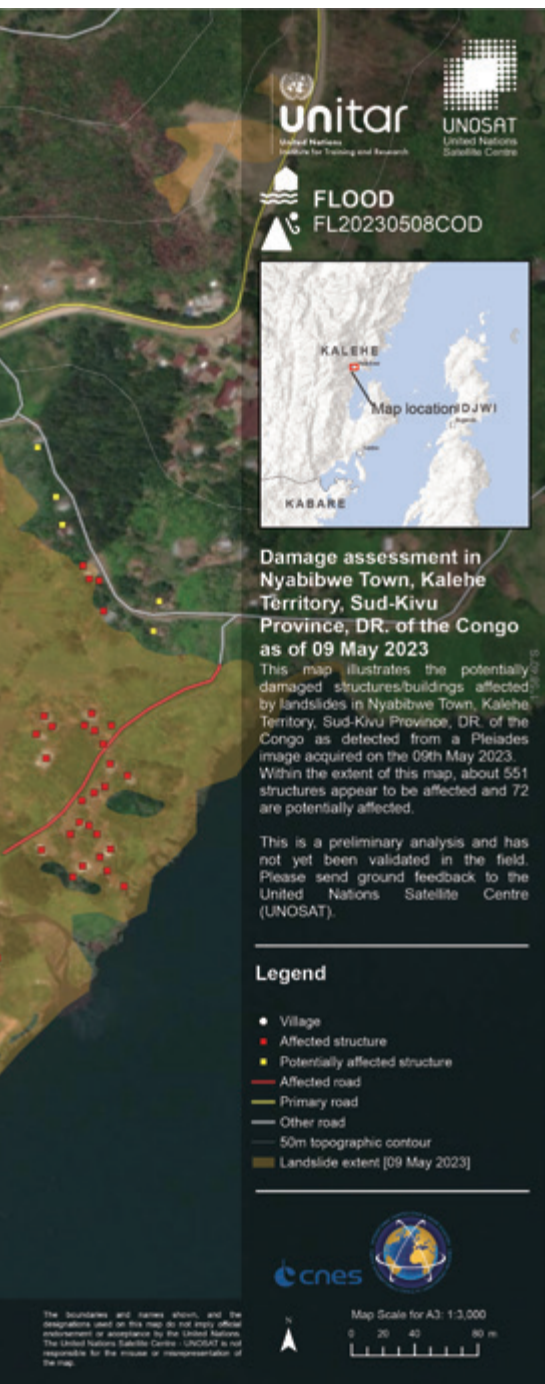 unitar
United Nations
Institute for Training and Research
UNOSAT
United Nations
Satellite Centre
FLOOD
FL20230508COD
KALEHE
Map location
IDJWI
KABARE
Damage assessment in
Nyabibwe Town, Kalehe
Territory, Sud-Kivu
Province, DR. of the Congo
as of 09 May 2023
This map illustrates the potentially
damaged structures/buildings affected
by landslides in Nyabibwe Town, Kalehe
Territory, Sud-Kivu Province, DR. of the
Congo as detected from a Pleiades
image acquired on the 09th May 2023.
Within the extent of this map, about 551
structures appear to be affected and 72
are potentially affected.
This is a preliminary analysis and has
not yet been validated in the field.
Please send ground feedback to the
United Nations Satellite Centre
(UNOSAT).
Legend
Village
Affected structure
Potentially affected structure
Affected road
Primary road
Other road
50m topographic contour
Landslide extent [09 May 2023]
cnes
The boundaries and names shown, and the
designations used on this map do not imply official
endorsement or acceptance by the United Nations.
The United Nations Satellite Centre - UNOSAT is not
responsible for the misuse or misrepresentation of
the map.
N
Map Scale for A3: 1:3,000
0 20 40 80 m